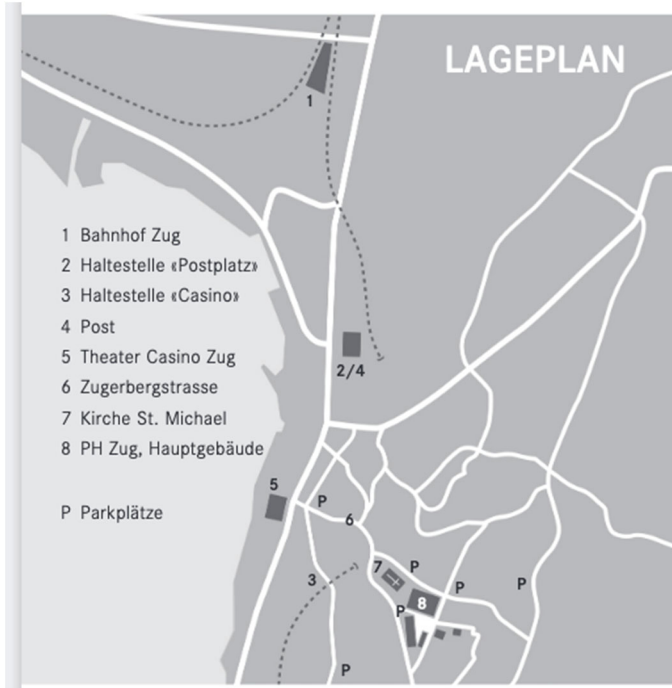 LAGEPLAN
1
1 Bahnhof Zug
2 Haltestelle «Postplatz»
3 Haltestelle «Casino»
4 Post
5 Theater Casino Zug
6 Zugerbergstrasse
7 Kirche St. Michael
8 PH Zug, Hauptgebäude
P Parkplätze
2/4
5
P
6
7
P
3
P
P
8
P
P